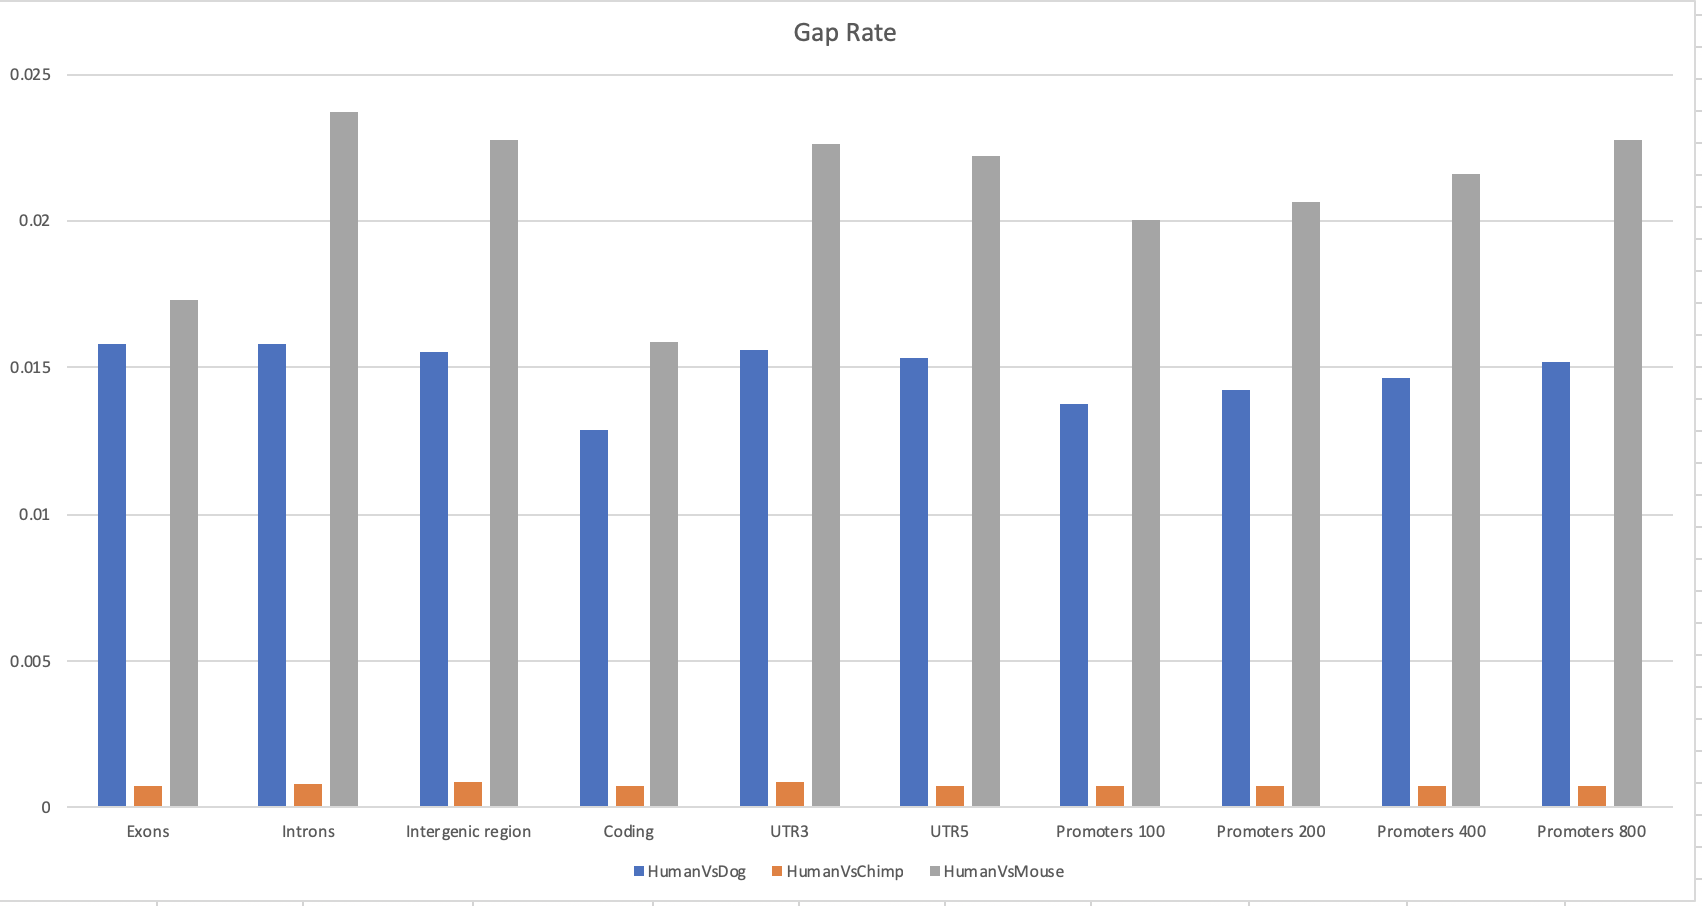 Gap Rate
0.025
0.02
0.015
0.01
0.005
0
Exons Introns Intergenic region Coding UTR3 UTR5 Promoters 100 Promoters 200 Promoters 400 Promoters 800
HumanVsDog HumanVsChimp HumanVsMouse